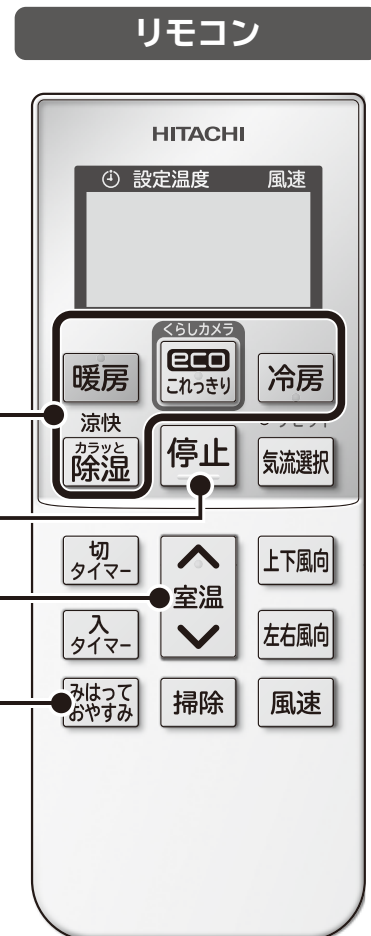 リモコン
HITACHI
設定温度 風速
くらしカメラ
暖房
eco
これっきり
冷房
涼快
カラッと
除湿
停止
気流選択
切
タイマー
室温
上下風向
入
タイマー
左右風向
みはって
おやすみ
掃除
風速